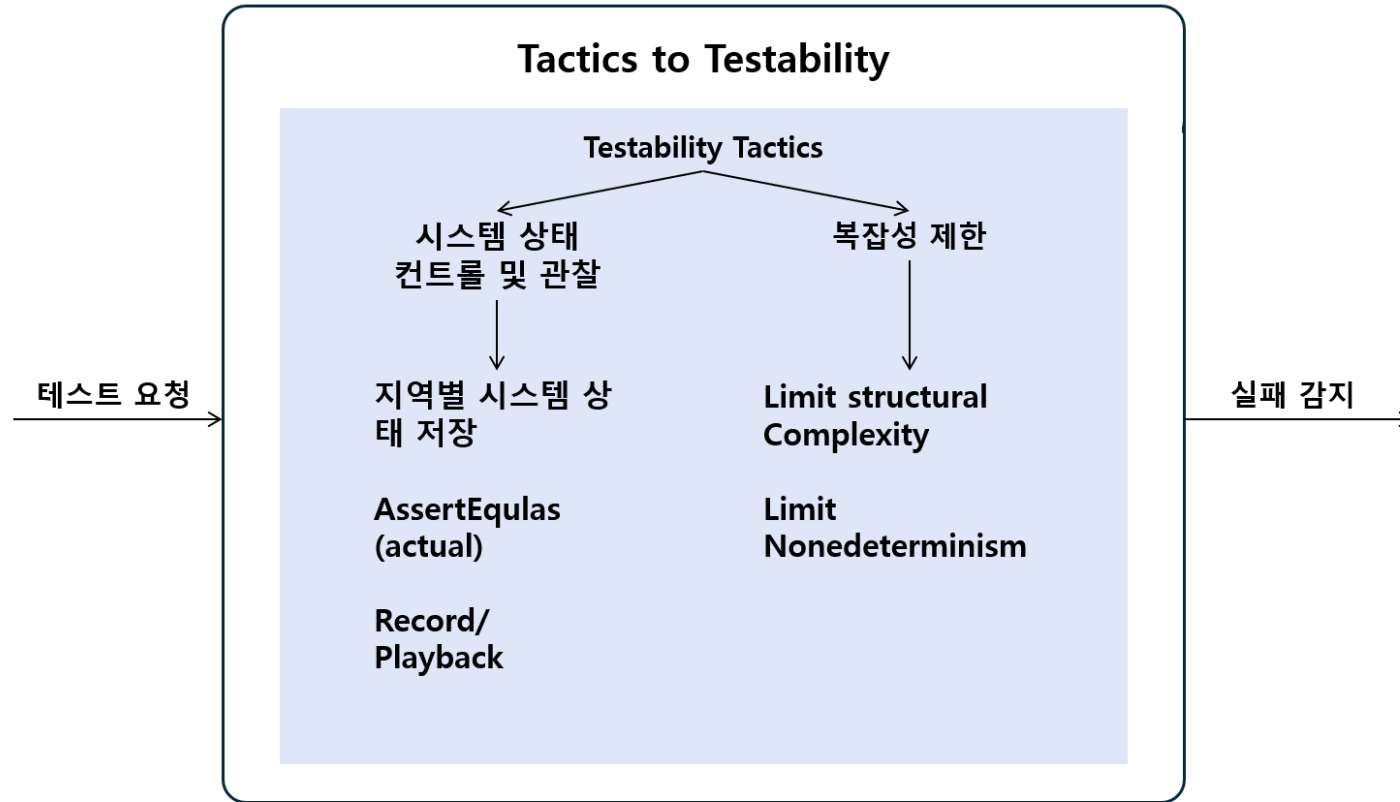 Tactics to Testability
Testability Tactics
시스템 상태
컨트롤 및 관찰
복잡성 제한
테스트 요청
지역별 시스템 상
태 저장
AssertEqulas
(actual)
Record/
Playback
Limit structural
Complexity
Limit
Nonedeterminism
실패 감지